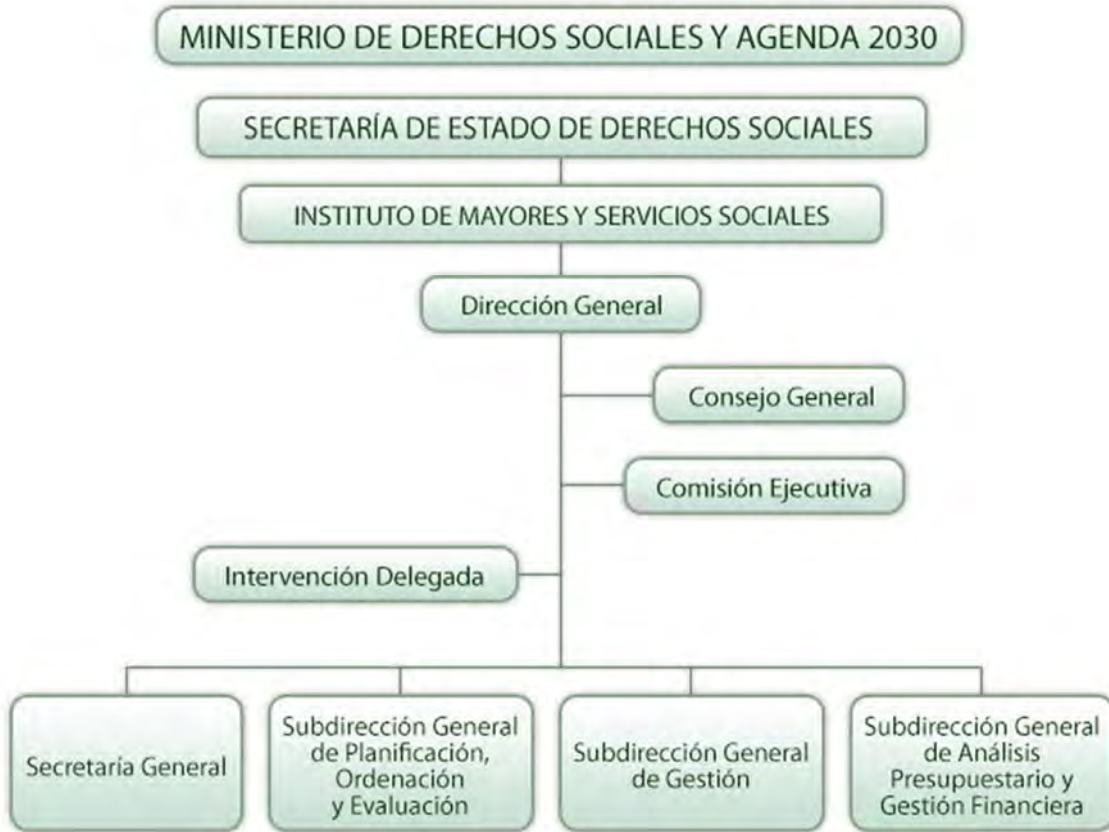 MINISTERIO DE DERECHOS SOCIALES Y AGENDA 2030
SECRETARÍA DE ESTADO DE DERECHOS SOCIALES
INSTITUTO DE MAYORES Y SERVICIOS SOCIALES
Dirección General
Consejo General
Comisión Ejecutiva
Intervención Delegada
Secretaría General
Subdirección General
de Planificación,
Ordenación
y Evaluación
Subdirección General
de Gestión
Subdirección General
de Análisis
Presupuestario y
Gestión Financiera